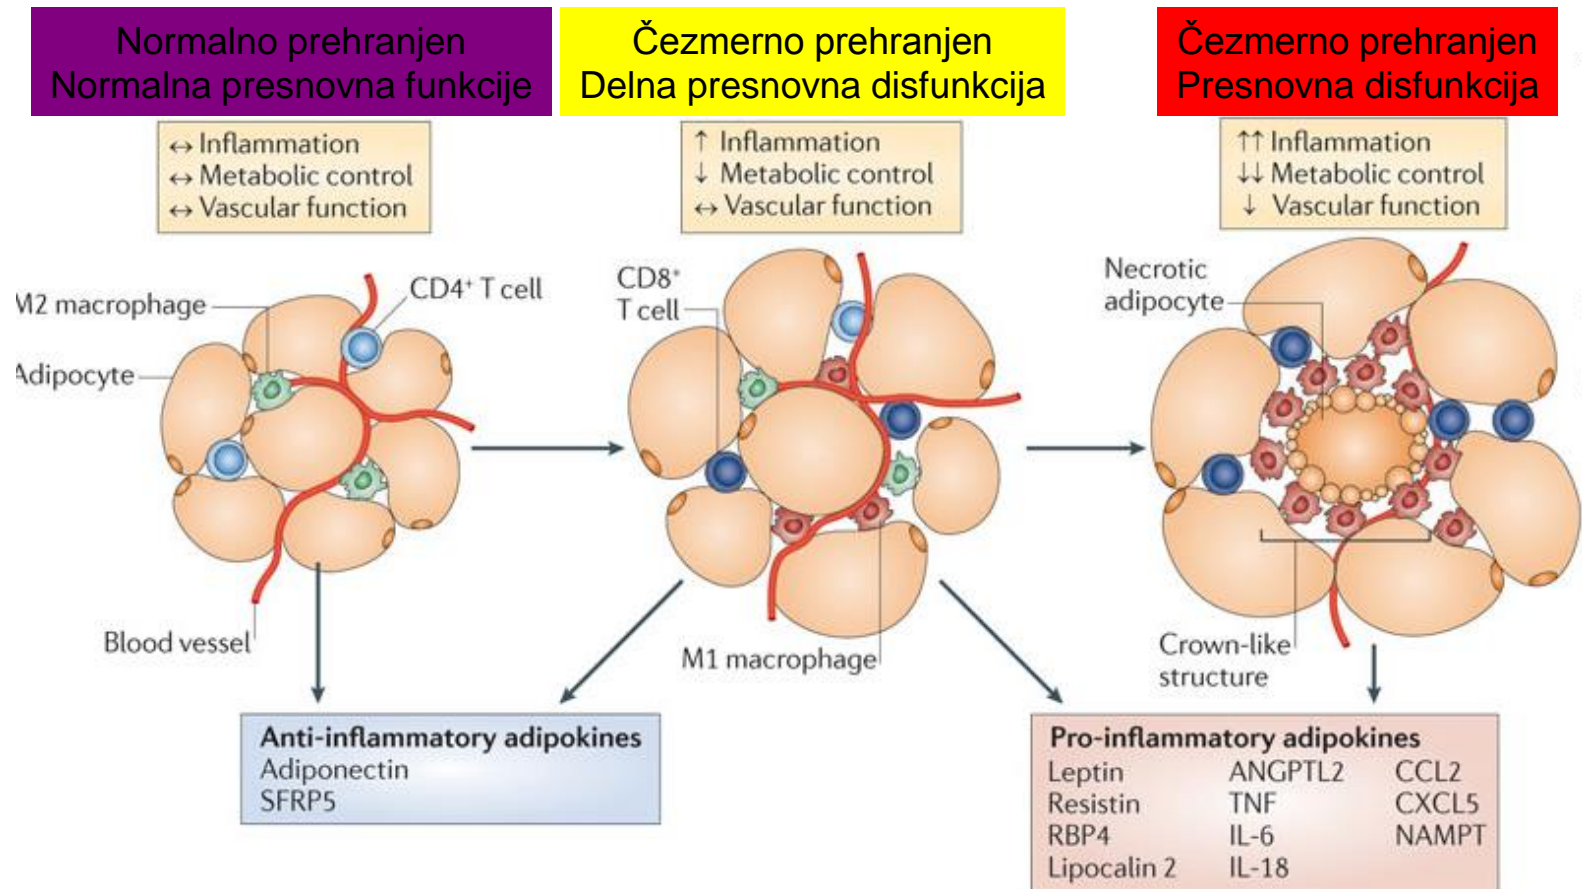 Normalno prehranjen
Normalna presnovna funkcije
Čezmerno prehranjen
Delna presnovna disfunkcija
Čezmerno prehranjen
Presnovna disfunkcija
↔ Inflammation
↔ Metabolic control
↔ Vascular function
↑ Inflammation
↓ Metabolic control
↔ Vascular function
↑↑ Inflammation
↓↓ Metabolic control
↓ Vascular function
M2 macrophage
CD4⁺ T cell
Adipocyte
Blood vessel
CD8⁺
T cell
M1 macrophage
Necrotic
adipocyte
Crown-like
structure
Anti-inflammatory adipokines
Adiponectin
SFRP5
Pro-inflammatory adipokines
Leptin ANGPTL2 CCL2
Resistin TNF CXCL5
RBP4 IL-6 NAMPT
Lipocalin 2 IL-18